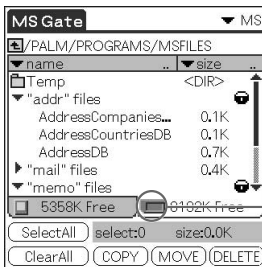 MS Gate ▼ MS
/PALM/PROGRAMS/MSFILES
▼name .. ▼size ..
Temp <DIR>
▼ "addr" files
AddressCompanies... 0.1K
AddressCountriesDB 0.1K
AddressDB 0.7K
▶ "mail" files 0.4K
▼ "memo" files
5358K Free 8192K Free
SelectAll select:0 size:0.0K
ClearAll COPY MOVE DELETE